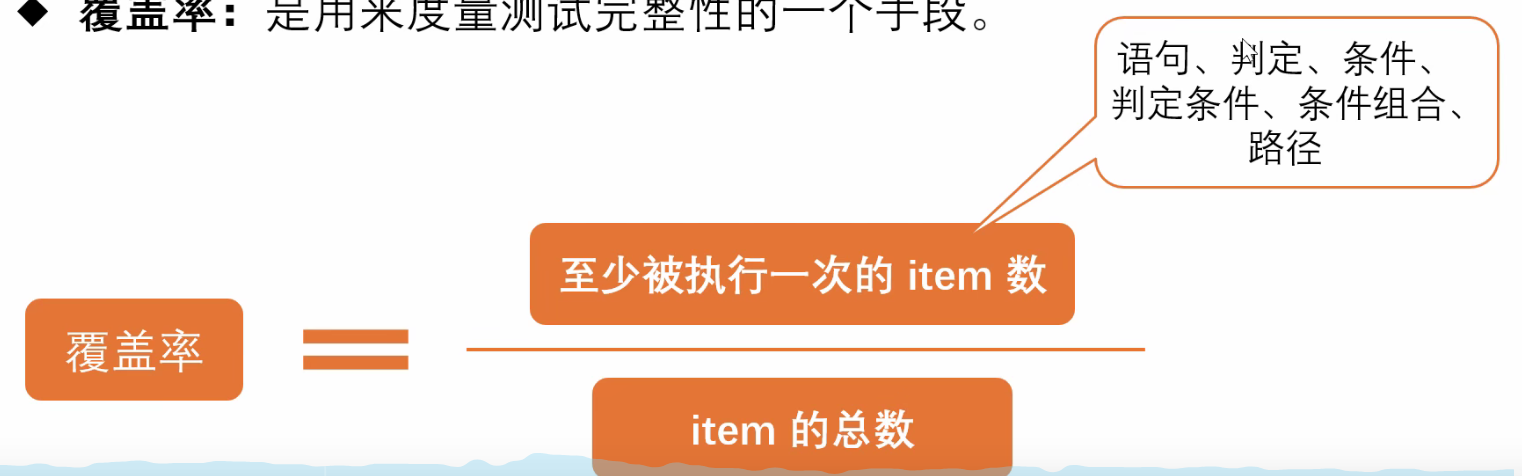 ◆ 覆盖率：是用来度量测试完整性的一个手段。
语句、判定、条件、
判定条件、条件组合、
路径
至少被执行一次的 item 数
覆盖率 =
item 的总数